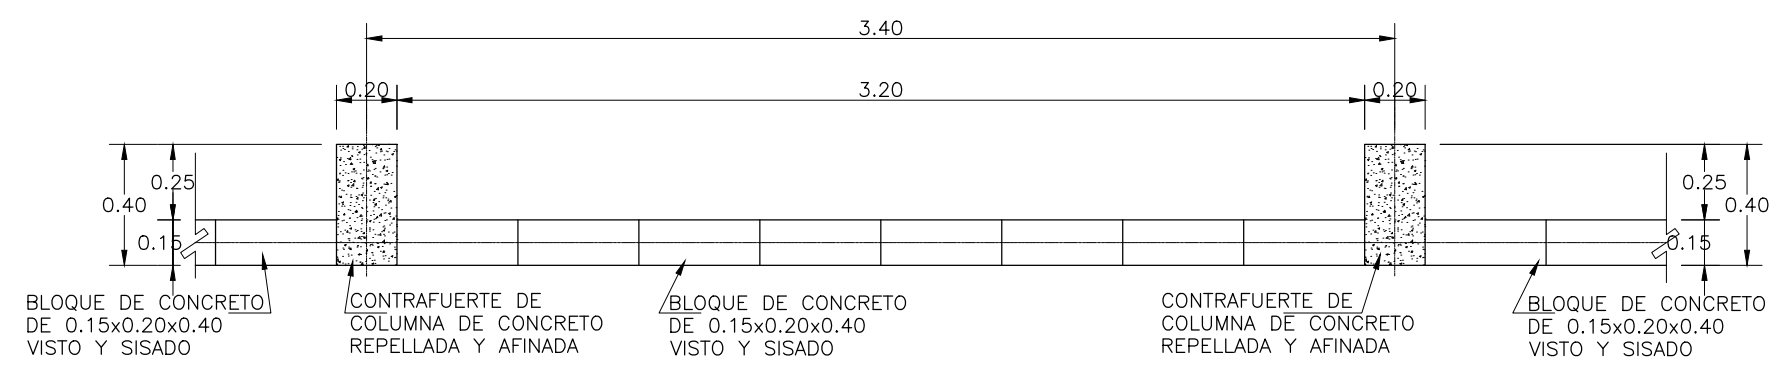 3.40
0.20
3.20
0.20
0.25
0.40
0.15
0.25
0.40
0.15
BLOQUE DE CONCRETO
DE 0.15x0.20x0.40
VISTO Y SISADO
CONTRAFUERTE DE
COLUMNA DE CONCRETO
REPELLADA Y AFINADA
BLOQUE DE CONCRETO
DE 0.15x0.20x0.40
VISTO Y SISADO
CONTRAFUERTE DE
COLUMNA DE CONCRETO
REPELLADA Y AFINADA
BLOQUE DE CONCRETO
DE 0.15x0.20x0.40
VISTO Y SISADO